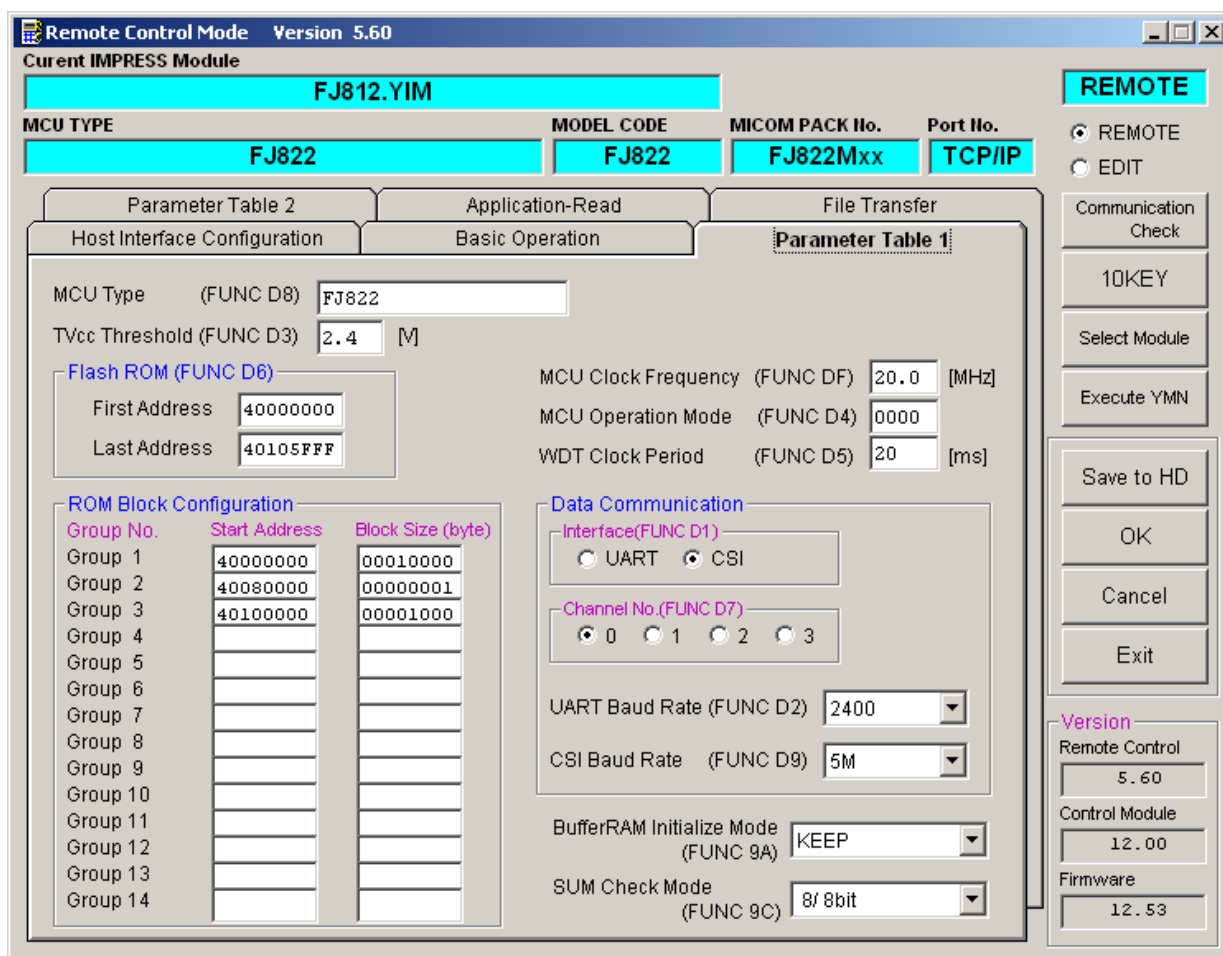 Remote Control Mode Version 5.60
Curent IMPRESS Module
FJ812.YIM
REMOTE
MCU TYPE
MODEL CODE
MICOM PACK No.
Port No.
FJ822
FJ822
FJ822Mxx
TCP/IP
REMOTE
EDIT
Parameter Table 2
Application-Read
File Transfer
Host Interface Configuration
Basic Operation
Parameter Table 1
MCU Type (FUNC D8) FJ822
TVcc Threshold (FUNC D3) 2.4 [V]
Flash ROM (FUNC D6)
First Address 40000000
Last Address 40105FFF
MCU Clock Frequency (FUNC DF) 20.0 [MHz]
MCU Operation Mode (FUNC D4) 0000
WDT Clock Period (FUNC D5) 20 [ms]
ROM Block Configuration
Group No. Start Address Block Size (byte)
Group 1 40000000 00010000
Group 2 40080000 00000001
Group 3 40100000 00001000
Group 4
Group 5
Group 6
Group 7
Group 8
Group 9
Group 10
Group 11
Group 12
Group 13
Group 14
Data Communication
Interface(FUNC D1)
UART CSI
Channel No.(FUNC D7)
0 1 2 3
UART Baud Rate (FUNC D2) 2400
CSI Baud Rate (FUNC D9) 5M
BufferRAM Initialize Mode
(FUNC 9A)
KEEP
SUM Check Mode
(FUNC 9C)
8/ 8bit
Communication
Check
10KEY
Select Module
Execute YMN
Save to HD
OK
Cancel
Exit
Version
Remote Control
5.60
Control Module
12.00
Firmware
12.53